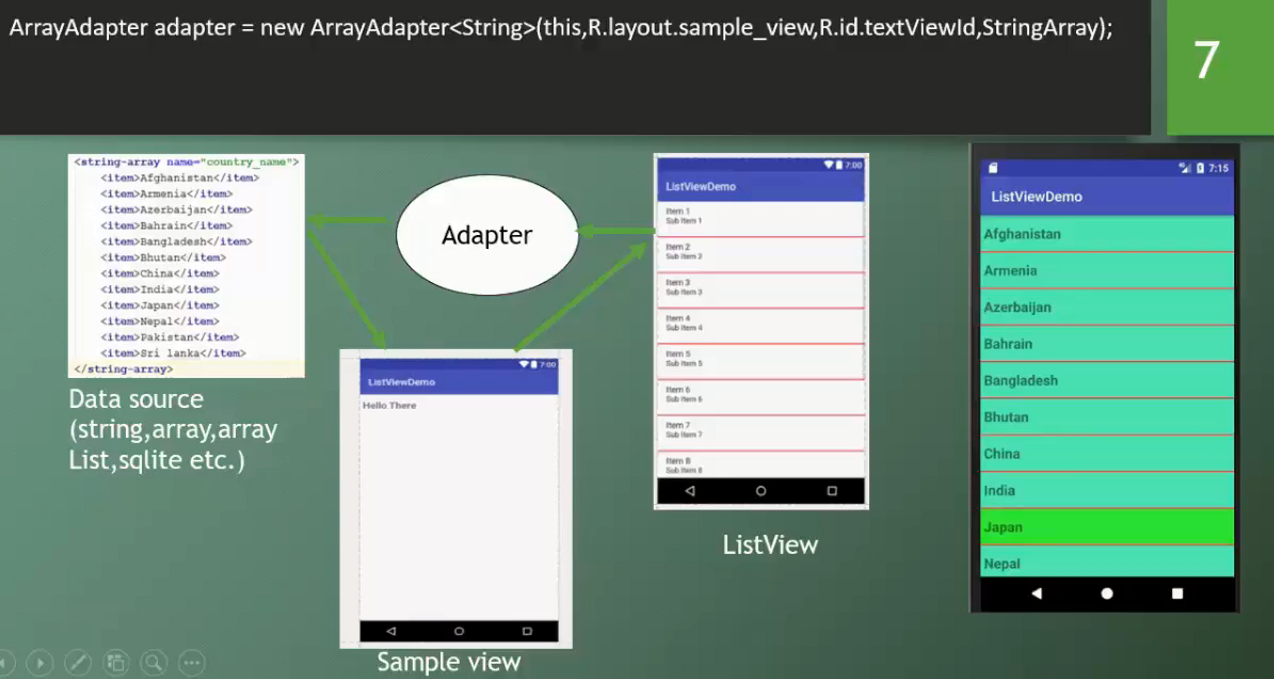 ArrayAdapter adapter = new ArrayAdapter<String>(this,R.layout.sample_view,R.id.textViewId,StringArray);
7
<string-array name="country_name">
<item>Afghanistan</item>
<item>Armenia</item>
<item>Azerbaijan</item>
<item>Bahrain</item>
<item>Bangladesh</item>
<item>Bhutan</item>
<item>China</item>
<item>India</item>
<item>Japan</item>
<item>Nepal</item>
<item>Pakistan</item>
<item>Sri lanka</item>
</string-array>
Data source
(string,array,array
List,sqlite etc.)
Adapter
7:00
ListViewDemo
Hello There
Sample view
7:00
ListViewDemo
Item 1
Sub Item 1
Item 2
Sub Item 2
Item 3
Sub Item 3
Item 4
Sub Item 4
Item 5
Sub Item 5
Item 6
Sub Item 6
Item 7
Sub Item 7
Item 8
Sub Item 8
ListView
7:15
ListViewDemo
Afghanistan
Armenia
Azerbaijan
Bahrain
Bangladesh
Bhutan
China
India
Japan
Nepal